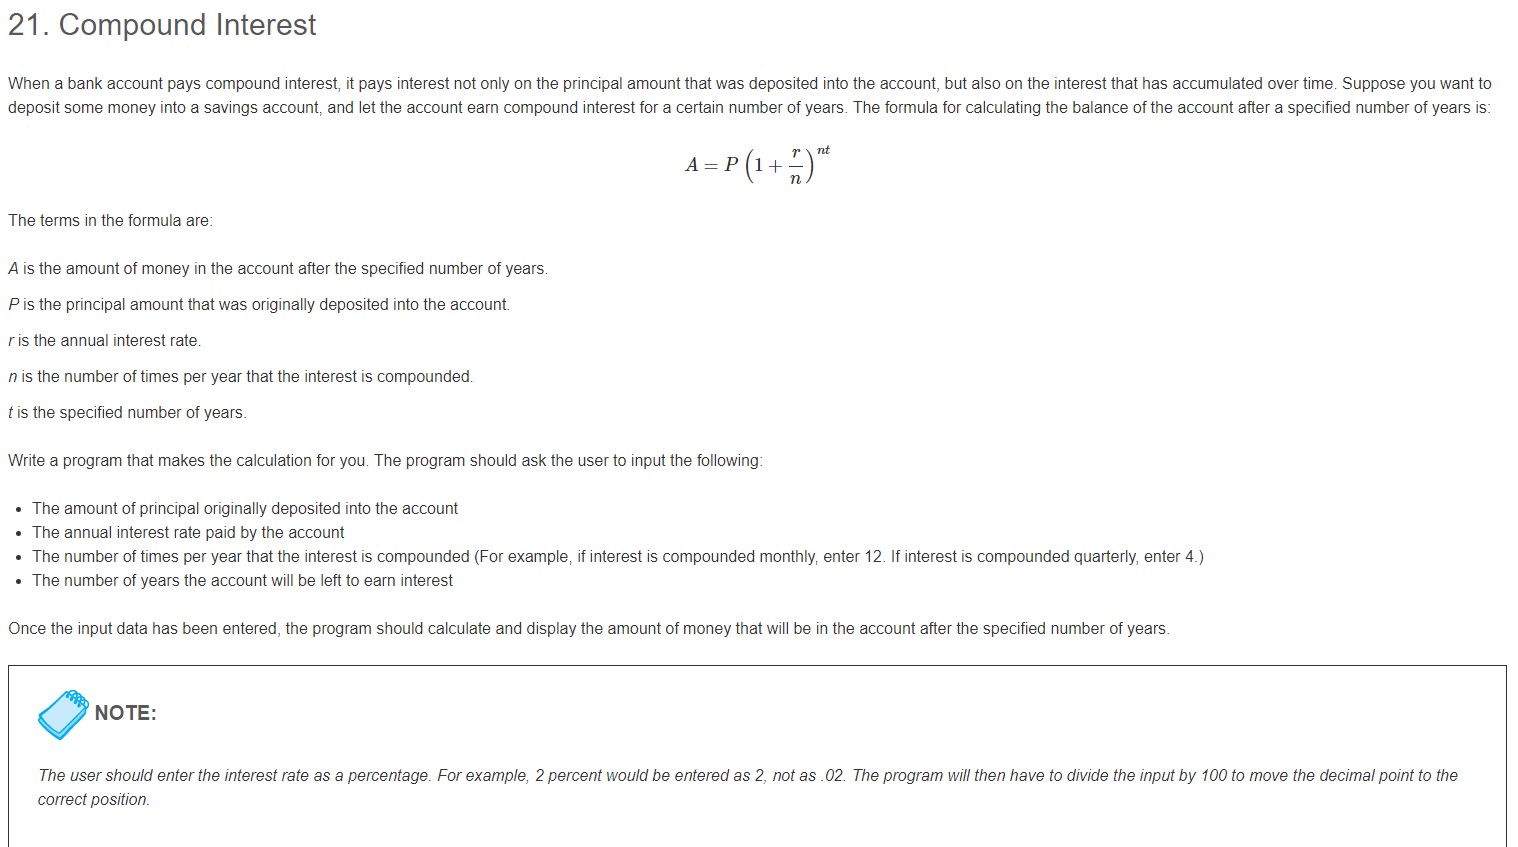 21. Compound Interest
When a bank account pays compound interest, it pays interest not only on the principal amount that was deposited into the account, but also on the interest that has accumulated over time. Suppose you want to
deposit some money into a savings account, and let the account earn compound interest for a certain number of years. The formula for calculating the balance of the account after a specified number of years is:
A = P (1 + r/n)^nt
The terms in the formula are:
A is the amount of money in the account after the specified number of years.
P is the principal amount that was originally deposited into the account.
r is the annual interest rate.
n is the number of times per year that the interest is compounded.
t is the specified number of years.
Write a program that makes the calculation for you. The program should ask the user to input the following:
• The amount of principal originally deposited into the account
• The annual interest rate paid by the account
• The number of times per year that the interest is compounded (For example, if interest is compounded monthly, enter 12. If interest is compounded quarterly, enter 4.)
• The number of years the account will be left to earn interest
Once the input data has been entered, the program should calculate and display the amount of money that will be in the account after the specified number of years.
NOTE:
The user should enter the interest rate as a percentage. For example, 2 percent would be entered as 2, not as .02. The program will then have to divide the input by 100 to move the decimal point to the
correct position.